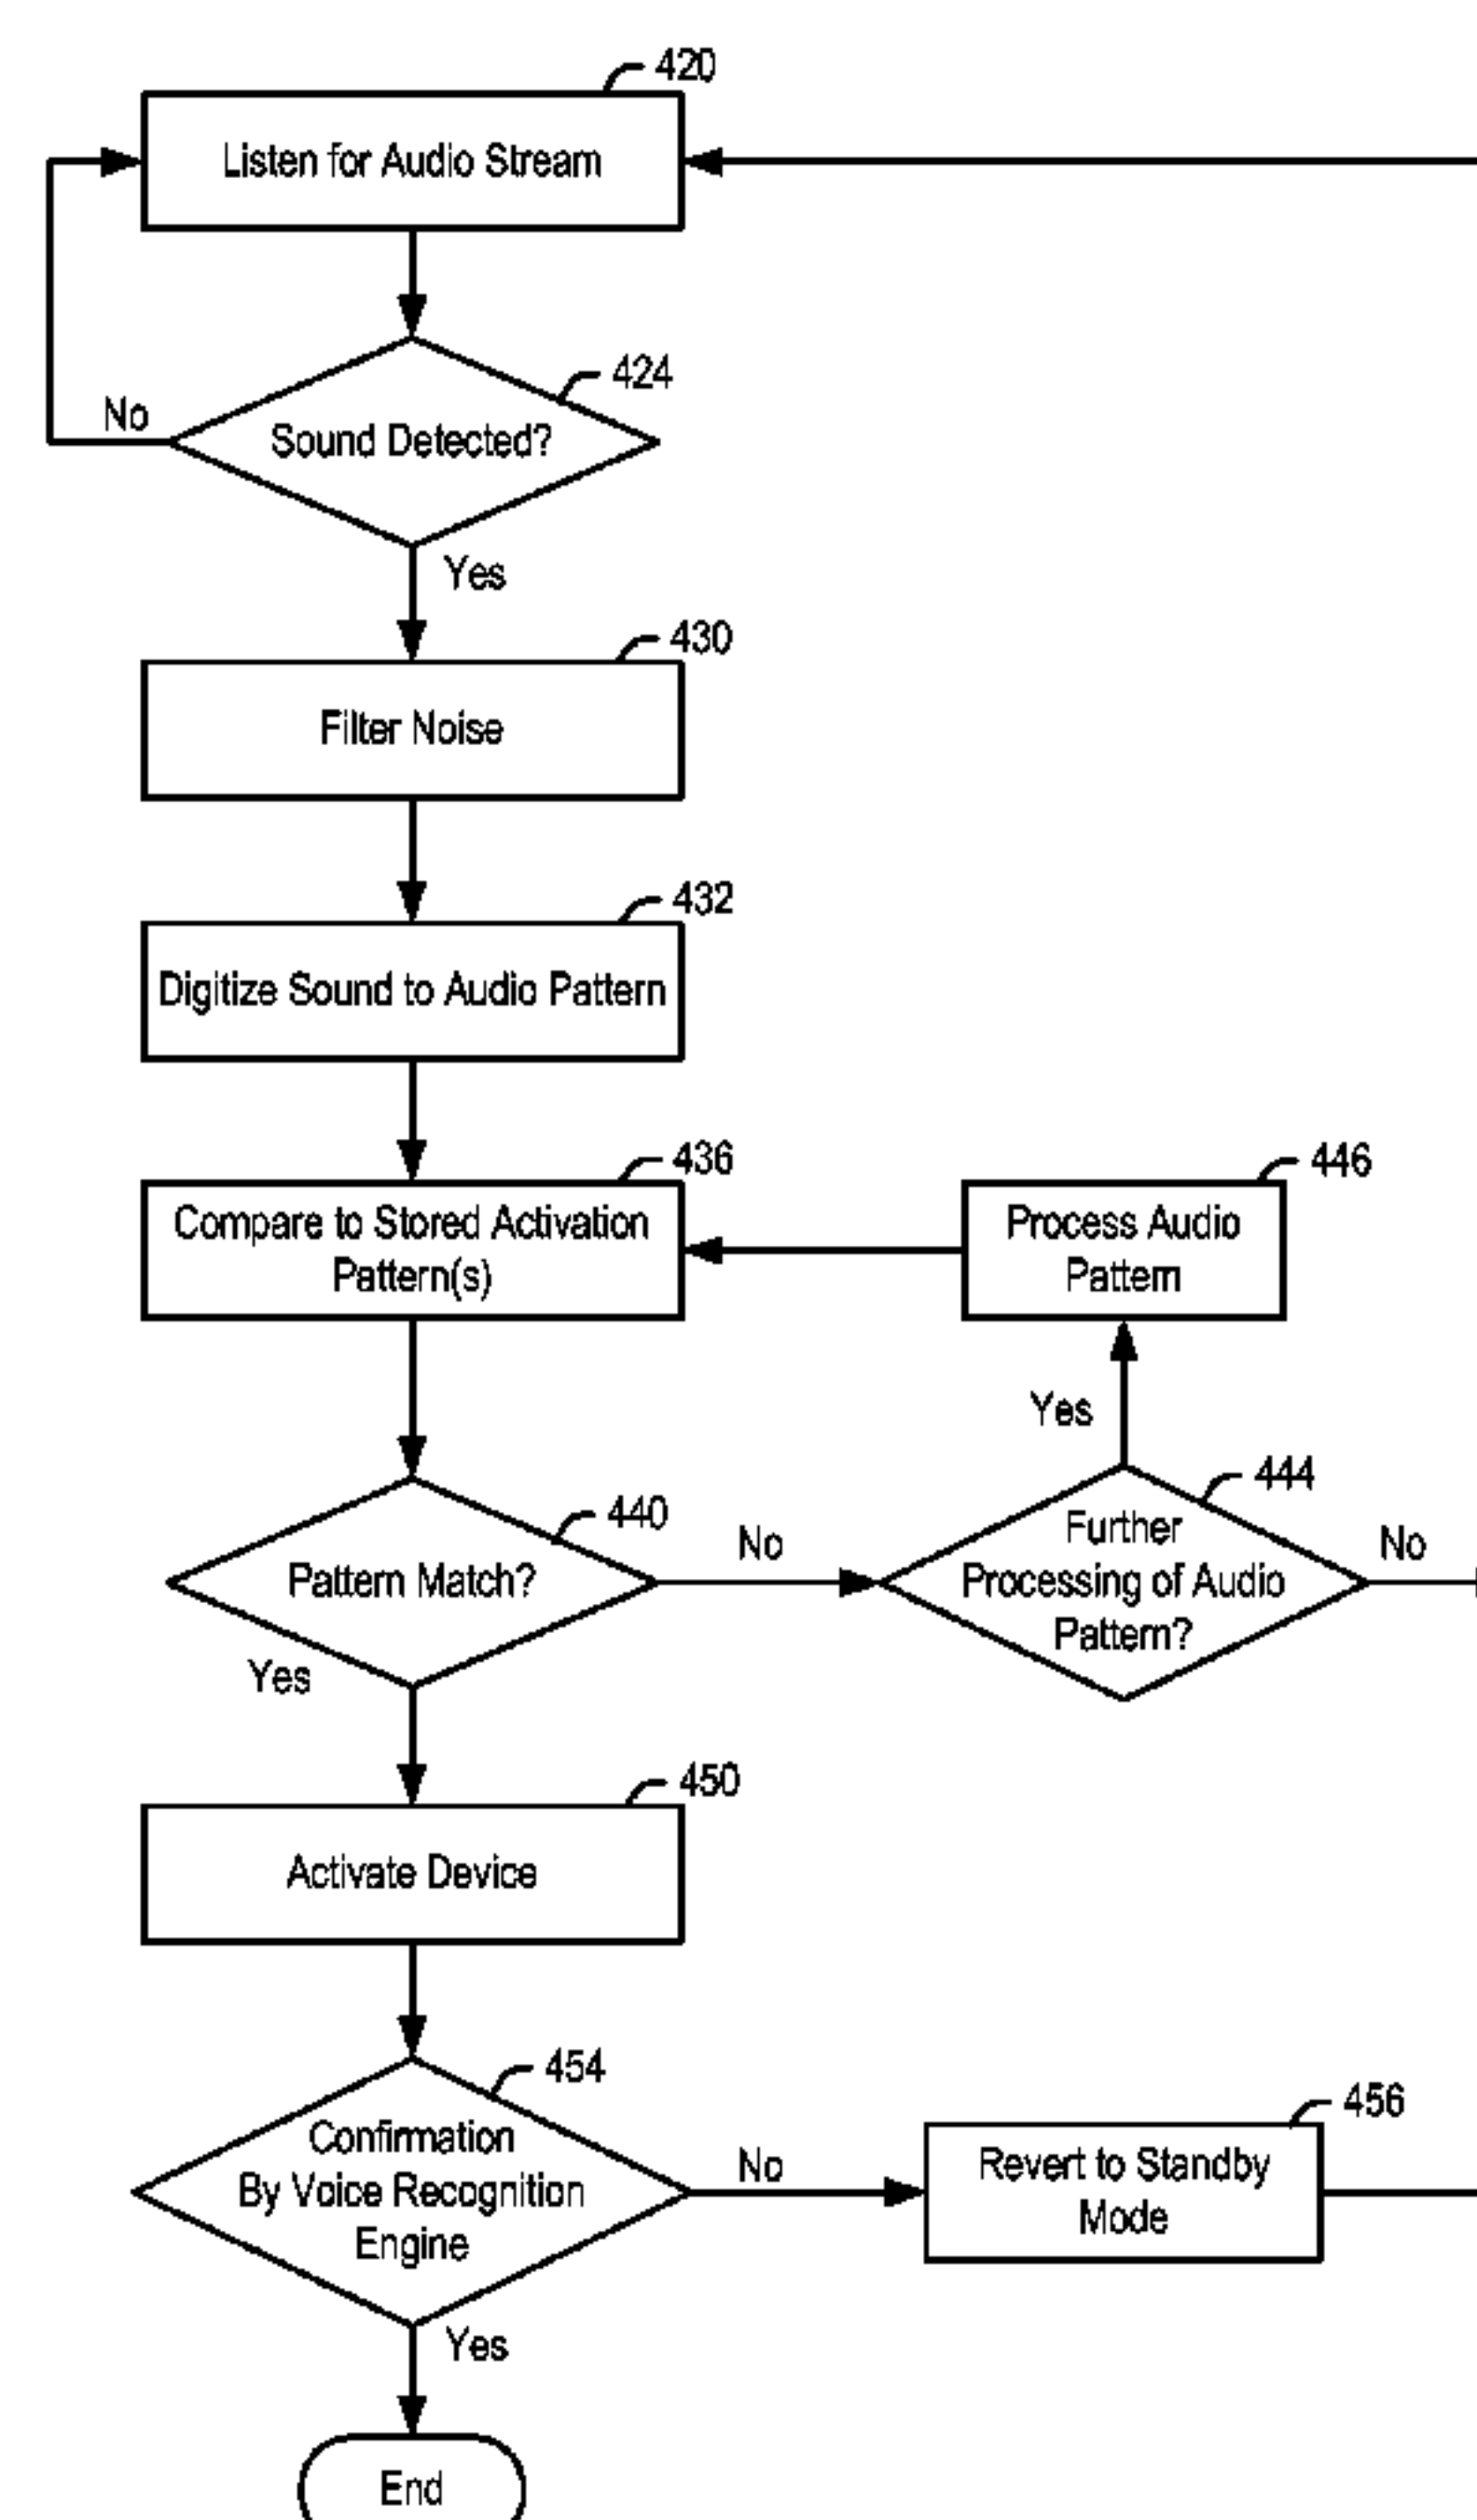 420
Listen for Audio Stream
424
No
Sound Detected?
Yes
430
Filter Noise
432
Digitize Sound to Audio Pattern
436
446
Compare to Stored Activation
Pattern(s)
Process Audio
Pattern
Yes
444
440
Pattern Match?
No
Further
Processing of Audio
Pattern?
No
Yes
450
Activate Device
454
456
Confirmation
By Voice Recognition
Engine
No
Revert to Standby
Mode
Yes
End